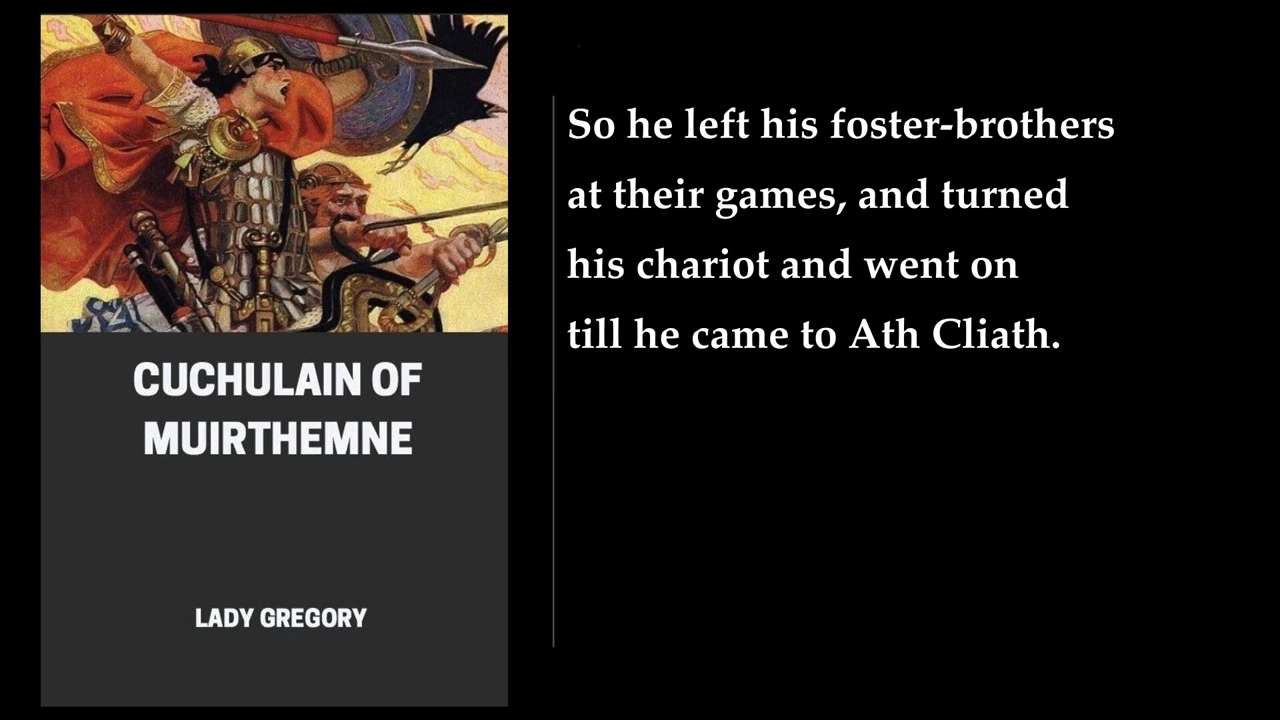 CUCHULAIN OF
MUIRTHEMNE
LADY GREGORY
So he left his foster-brothers
at their games, and turned
his chariot and went on
till he came to Ath Cliath.